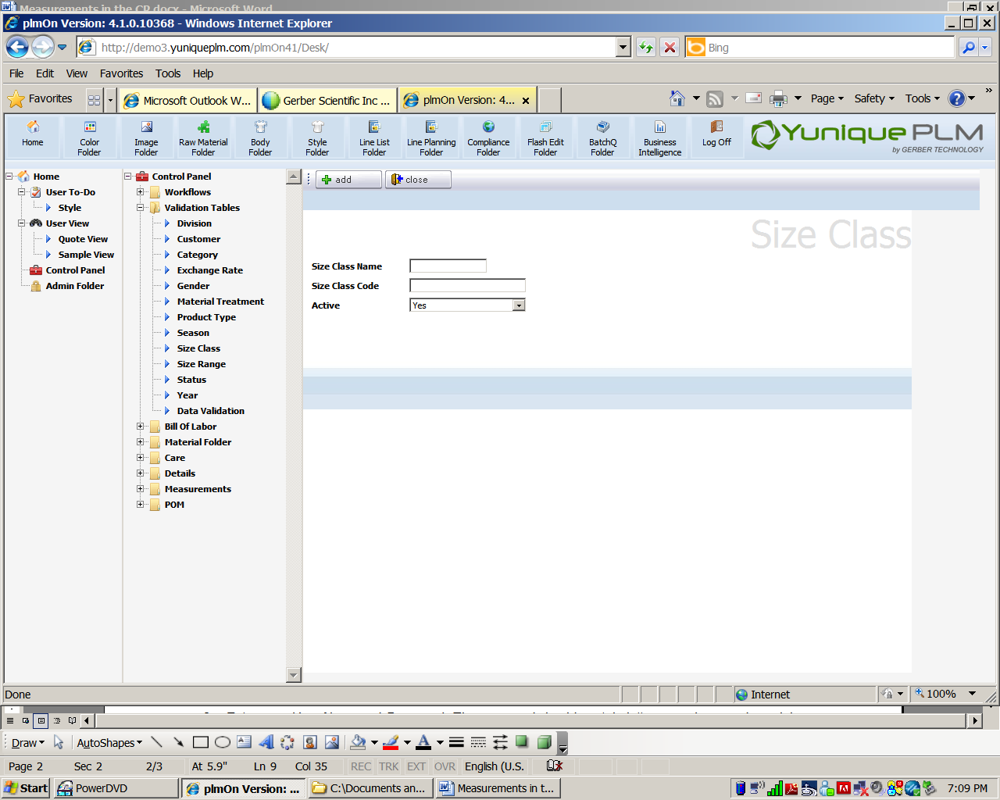 Measurements in the CP.docx - Microsoft Word
plmOn Version: 4.1.0.10368 - Windows Internet Explorer
http://demo3.yuniqueplm.com/plmOn41/Desk/
Bing
File Edit View Favorites Tools Help
Favorites
Microsoft Outlook W...
Gerber Scientific Inc ...
plmOn Version: 4....
Page Safety Tools
Home
Color Folder
Image Folder
Raw Material Folder
Body Folder
Style Folder
Line List Folder
Line Planning Folder
Compliance Folder
Flash Edit Folder
BatchQ Folder
Business Intelligence
Log Off
YuniquePLM
by GERBER TECHNOLOGY
Home
User To-Do
Style
User View
Quote View
Sample View
Control Panel
Admin Folder
Control Panel
Workflows
Validation Tables
Division
Customer
Category
Exchange Rate
Gender
Material Treatment
Product Type
Season
Size Class
Size Range
Status
Year
Data Validation
Bill Of Labor
Material Folder
Care
Details
Measurements
POM
add
close
Size Class
Size Class Name
Size Class Code
Active
Yes
Done
Internet
100%
Draw
AutoShapes
Page 2 Sec 2 2/3 At 5.9" Ln 9 Col 35 REC TRK EXT OVR English (U.S.
Start
PowerDVD
plmOn Version: ...
C:\Documents an...
Measurements in t...
7:09 PM